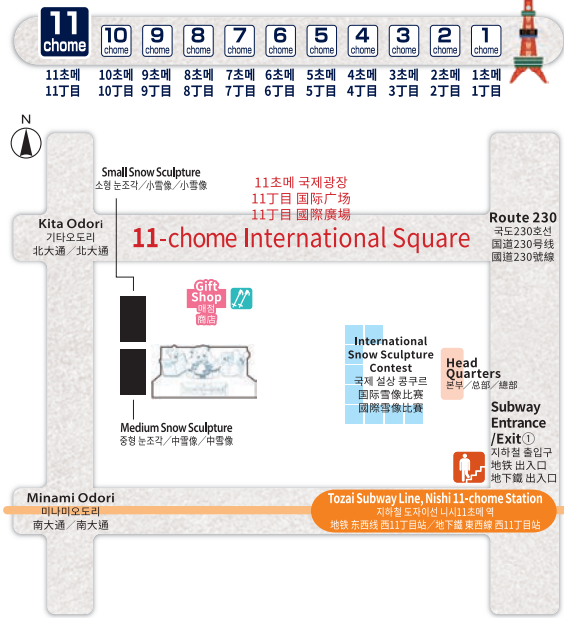 11
chome
10
chome
9
chome
8
chome
7
chome
6
chome
5
chome
4
chome
3
chome
2
chome
1
chome
11초메 10초메 9초메 8초메 7초메 6초메 5초메 4초메 3초메 2초메 1초메
11丁目 10丁目 9丁目 8丁目 7丁目 6丁目 5丁目 4丁目 3丁目 2丁目 1丁目
N
Small Snow Sculpture
소형 눈조각／小雪像／小雪像
11초메 국제광장
11丁目 国际广场
11丁目 國際廣場
11-chome International Square
Kita Odori
기타오도리
北大通／北大通
Route 230
국도230호선
国道230号线
國道230號線
Gift
Shop
매점
商店
International
Snow Sculpture
Contest
국제 설상 콩쿠르
国际雪像比赛
國際雪像比賽
Head
Quarters
본부／总部／總部
Medium Snow Sculpture
중형 눈조각／中雪像／中雪像
Subway
Entrance
/Exit①
지하철 출입구
地铁 出入口
地下鐵 出入口
Minami Odori
미나미오도리
南大通／南大通
Tozai Subway Line, Nishi 11-chome Station
지하철 도자이선 니시11초메 역
地铁 东西线 西11丁目站／地下鐵 東西線 西11丁目站